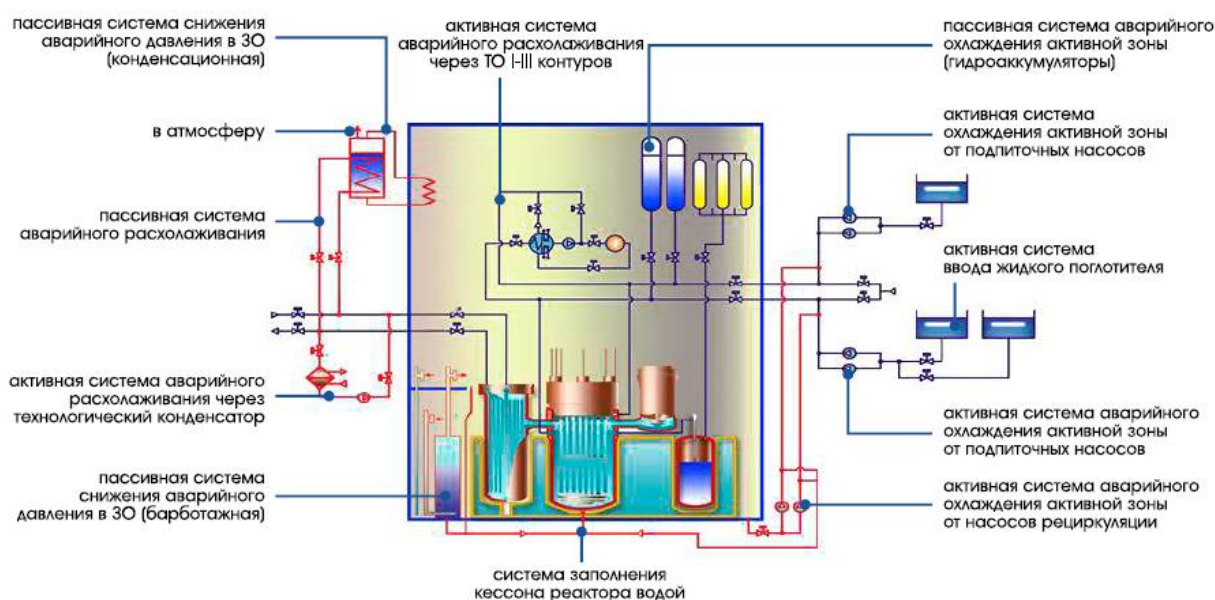 пассивная система снижения
аварийного давления в ЗО
(конденсационная)
активная система
аварийного расхолаживания
через ТО I-III контуров
пассивная система аварийного
охлаждения активной зоны
(гидроаккумуляторы)
в атмосферу
активная система
охлаждения активной зоны
от подпиточных насосов
пассивная система
аварийного расхолаживания
активная система
ввода жидкого поглотителя
активная система аварийного
расхолаживания через
технологический конденсатор
активная система аварийного
охлаждения активной зоны
от подпиточных насосов
пассивная система
снижения аварийного
давления в ЗО (барботажная)
активная система аварийного
охлаждения активной зоны
от насосов рециркуляции
система заполнения
кессона реактора водой